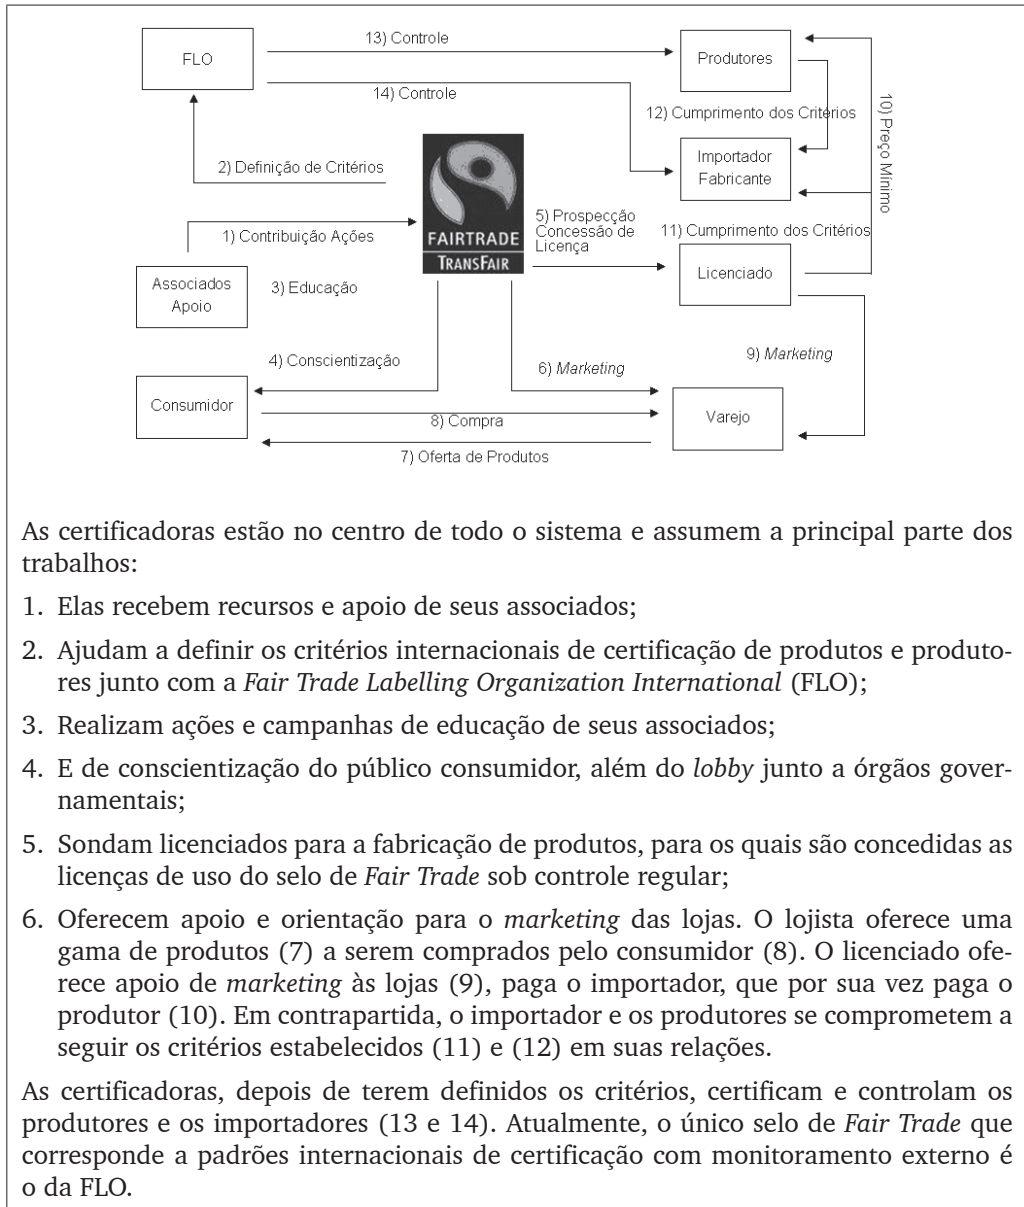 13) Controle
FLO
Produtores
14) Controle
10) Preço Mínimo
12) Cumprimento dos Critérios
2) Definição de Critérios
Importador
Fabricante
5) Prospecção
Concessão de
Licença
1) Contribuição Ações
11) Cumprimento dos Critérios
FAIRTRADE
TRANSFAIR
Licenciado
Associados
Apoio
3) Educação
4) Conscientização
9) Marketing
6) Marketing
Consumidor
Varejo
8) Compra
7) Oferta de Produtos
As certificadoras estão no centro de todo o sistema e assumem a principal parte dos
trabalhos:
1. Elas recebem recursos e apoio de seus associados;
2. Ajudam a definir os critérios internacionais de certificação de produtos e produto-
res junto com a Fair Trade Labelling Organization International (FLO);
3. Realizam ações e campanhas de educação de seus associados;
4. E de conscientização do público consumidor, além do lobby junto a órgãos gover-
namentais;
5. Sondam licenciados para a fabricação de produtos, para os quais são concedidas as
licenças de uso do selo de Fair Trade sob controle regular;
6. Oferecem apoio e orientação para o marketing das lojas. O lojista oferece uma
gama de produtos (7) a serem comprados pelo consumidor (8). O licenciado ofe-
rece apoio de marketing às lojas (9), paga o importador, que por sua vez paga o
produtor (10). Em contrapartida, o importador e os produtores se comprometem a
seguir os critérios estabelecidos (11) e (12) em suas relações.
As certificadoras, depois de terem definidos os critérios, certificam e controlam os
produtores e os importadores (13 e 14). Atualmente, o único selo de Fair Trade que
corresponde a padrões internacionais de certificação com monitoramento externo é
o da FLO.